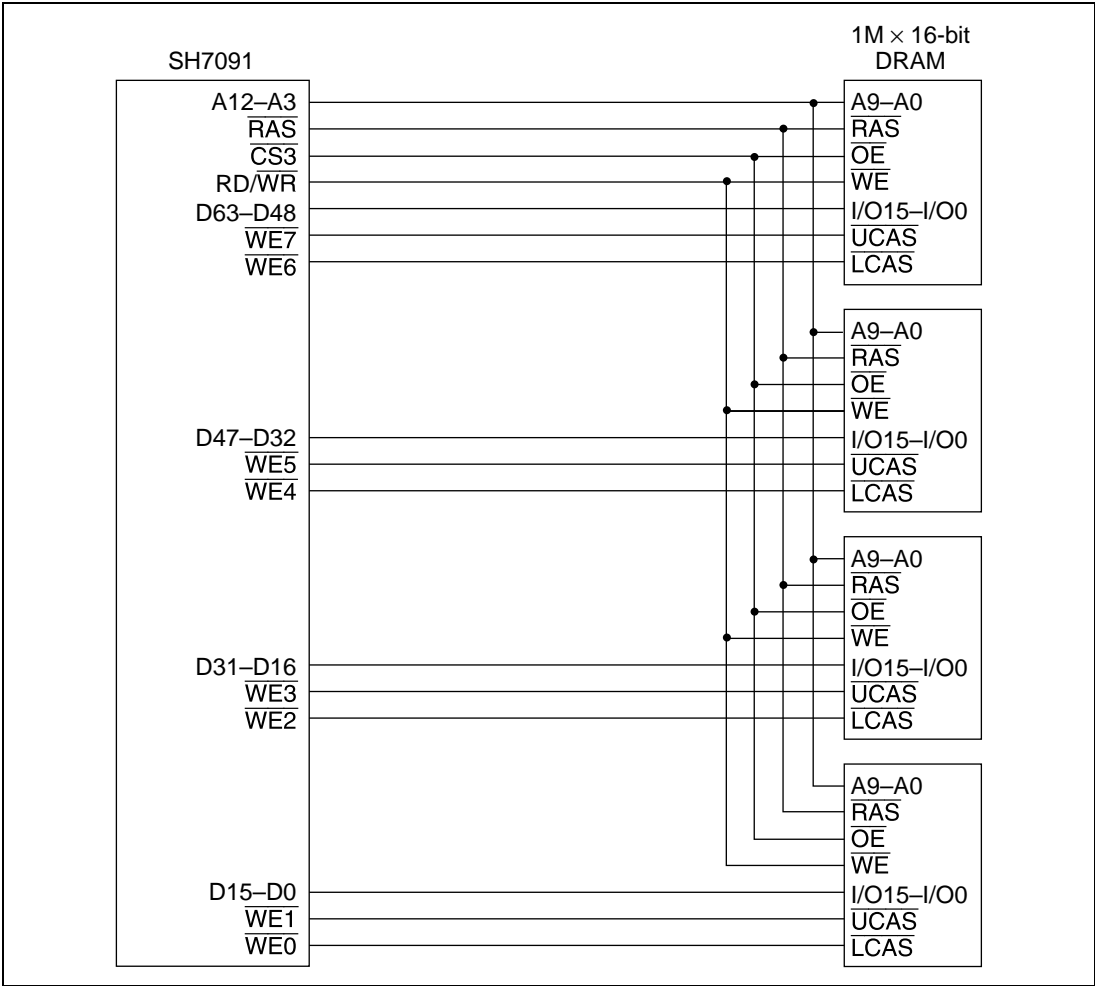 SH7091
A12–A3
RAS
CS3
RD/WR
D63–D48
WE7
WE6
D47–D32
WE5
WE4
D31–D16
WE3
WE2
D15–D0
WE1
WE0
1M × 16-bit
DRAM
A9–A0
RAS
OE
WE
I/O15–I/O0
UCAS
LCAS
A9–A0
RAS
OE
WE
I/O15–I/O0
UCAS
LCAS
A9–A0
RAS
OE
WE
I/O15–I/O0
UCAS
LCAS
A9–A0
RAS
OE
WE
I/O15–I/O0
UCAS
LCAS